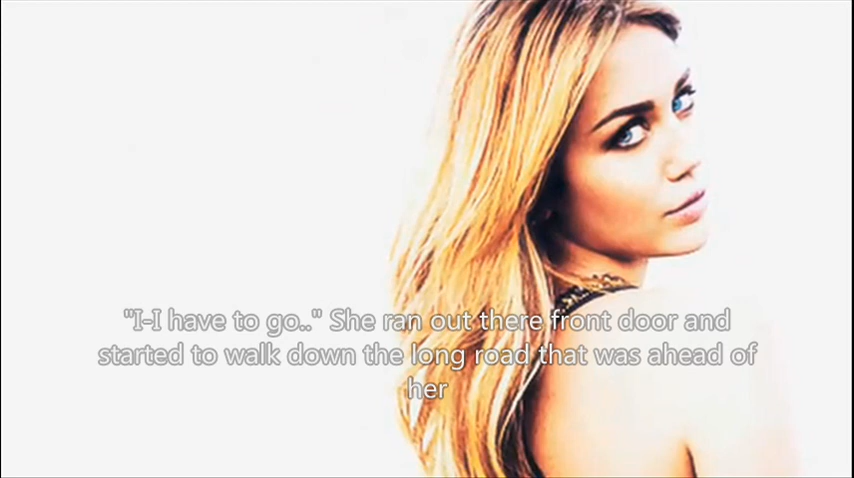 "I-I have to go.." She ran out there front door and
started to walk down the long road that was ahead of
her